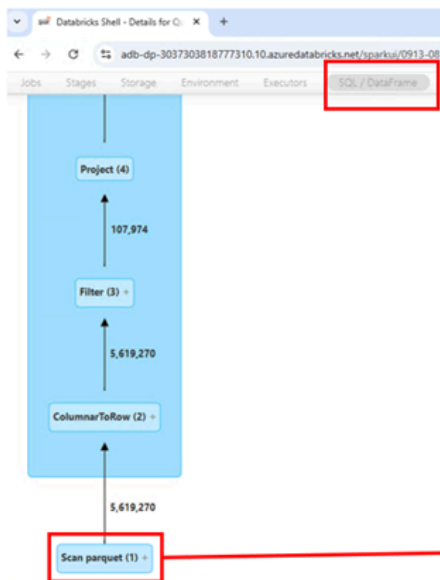 Databricks Shell - Details for Qu
adb-dp-3037303818777310.10.azuredatabricks.net/sparkui/0913-08
Jobs Stages Storage Environment Executors SQL / DataFrame
Project (4)
107,974
Filter (3) +
5,619,270
ColumnarToRow (2) +
5,619,270
Scan parquet (1) +